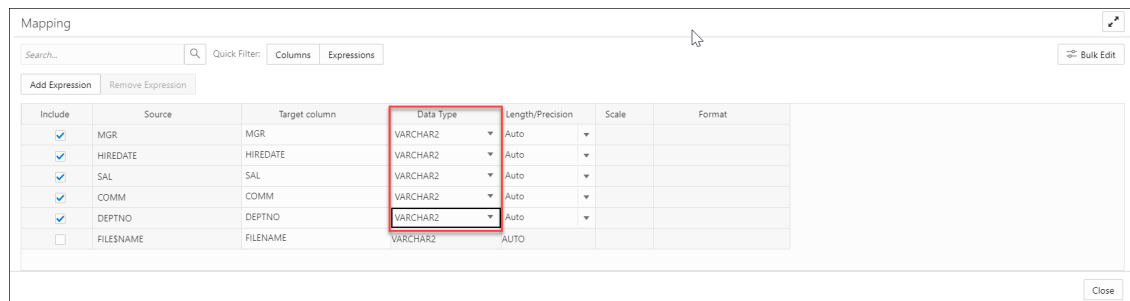 Mapping
Search... Quick Filter: Columns Expressions Bulk Edit
Add Expression Remove Expression
Include Source Target column Data Type Length/Precision Scale Format
MGR MGR VARCHAR2 Auto
HIREDATE HIREDATE VARCHAR2 Auto
SAL SAL VARCHAR2 Auto
COMM COMM VARCHAR2 Auto
DEPTNO DEPTNO VARCHAR2 Auto
FILE$NAME FILENAME VARCHAR2 AUTO
Close